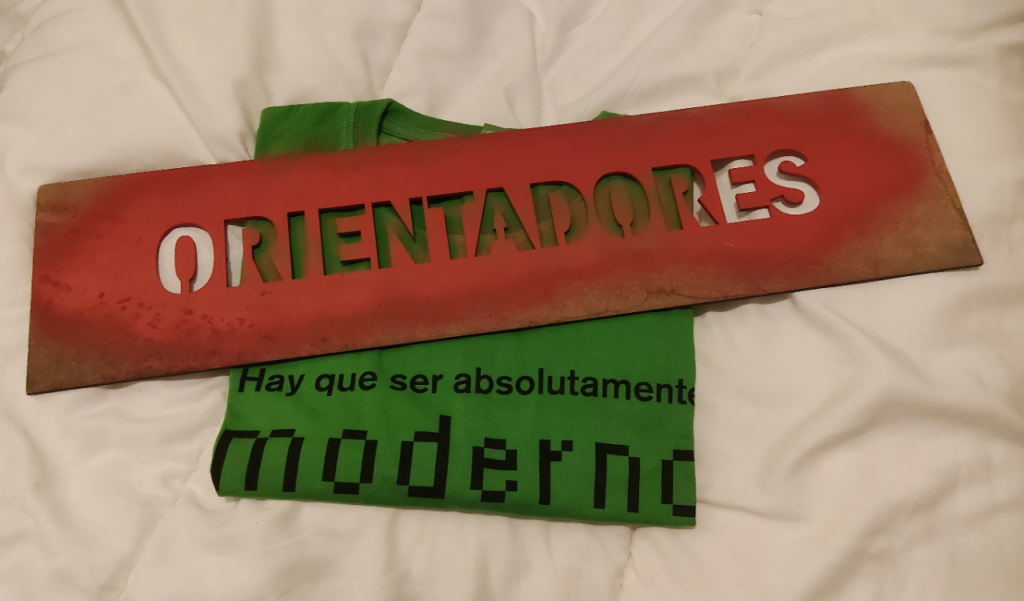 ORIENTADORES
Hay que ser absolutamente
moderno